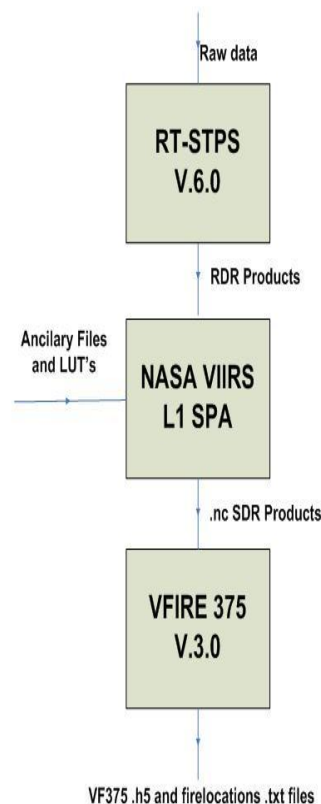 Raw data
RT-STPS
V.6.0
RDR Products
Ancilary Files
and LUT's
NASA VIIRS
L1 SPA
.nc SDR Products
VFIRE 375
V.3.0
VF375 .h5 and firelocations .txt files